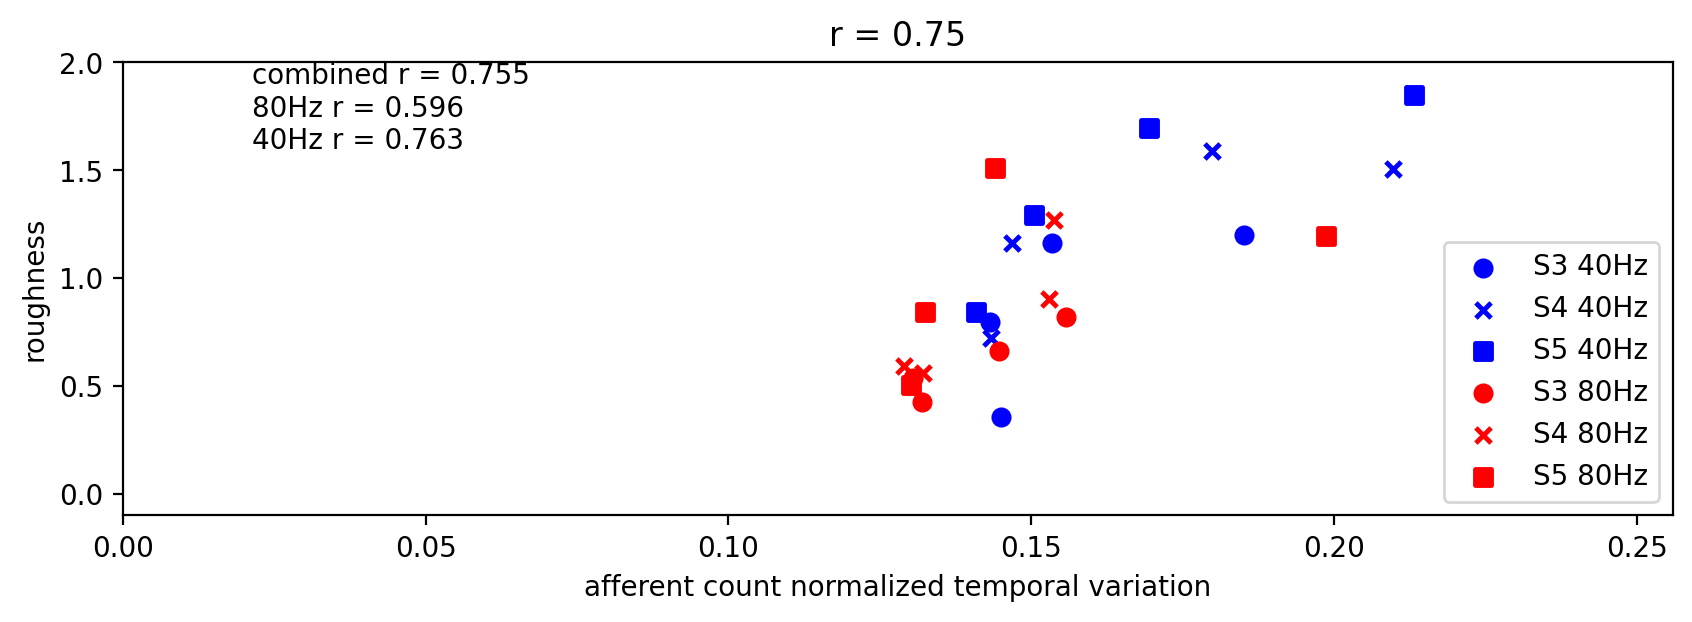 r = 0.75
combined r = 0.755
80Hz r = 0.596
40Hz r = 0.763
2.0
1.5
1.0
0.5
0.0
roughness
S3 40Hz
S4 40Hz
S5 40Hz
S3 80Hz
S4 80Hz
S5 80Hz
0.00 0.05 0.10 0.15 0.20 0.25
afferent count normalized temporal variation